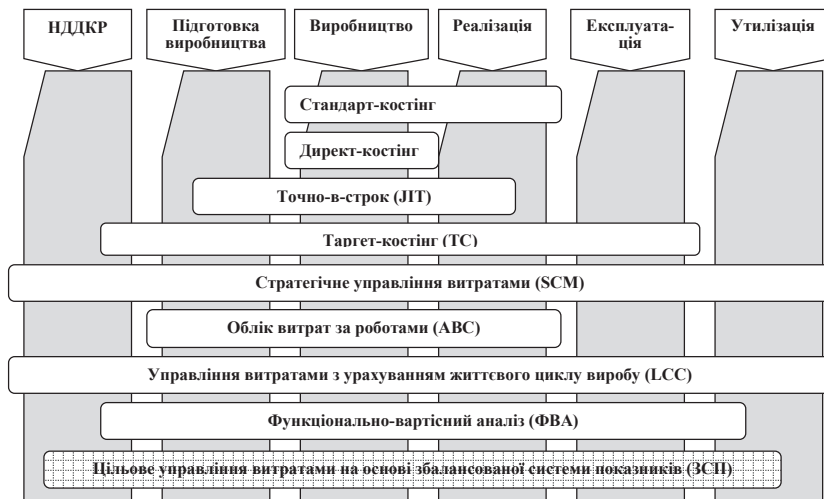 НДДКР
Підготовка
виробництва
Виробництво
Реалізація
Експлуата-
ція
Утилізація
Стандарт-костінг
Директ-костінг
Точно-в-строк (JIT)
Таргет-костінг (TC)
Стратегічне управління витратами (SCM)
Облік витрат за роботами (АВС)
Управління витратами з урахуванням життєвого циклу виробу (LCC)
Функціонально-вартісний аналіз (ФВА)
Цільове управління витратами на основі збалансованої системи показників (ЗСП)